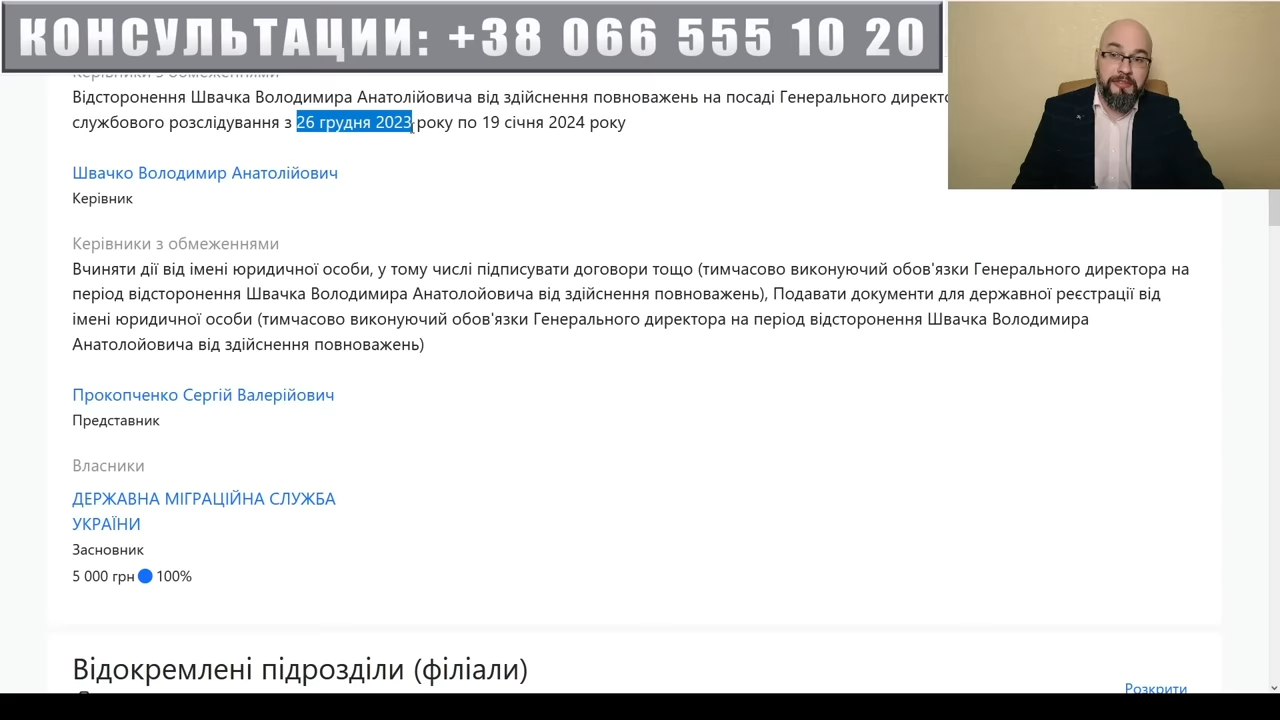 КОНСУЛЬТАЦИИ: +38 066 555 10 20
Керівники з обмеженнями
Відсторонення Швачка Володимира Анатолійовича від здійснення повноважень на посаді Генерального
службового розслідування з 26 грудня 2023 року по 19 січня 2024 року
Швачко Володимир Анатолійович
Керівник
Керівники з обмеженнями
Вчиняти дії від імені юридичної особи, у тому числі підписувати договори тощо (тимчасово виконуючий обов'язки Генерального директора на
період відсторонення Швачка Володимира Анатолойовича від здійснення повноважень), Подавати документи для державної реєстрації від
імені юридичної особи (тимчасово виконуючий обов'язки Генерального директора на період відсторонення Швачка Володимира
Анатолойовича від здійснення повноважень)
Прокопченко Сергій Валерійович
Представник
Власники
ДЕРЖАВНА МІГРАЦІЙНА СЛУЖБА
УКРАЇНИ
Засновник
5 000 грн 100%
Відокремлені підрозділи (філіали)
Розкрити